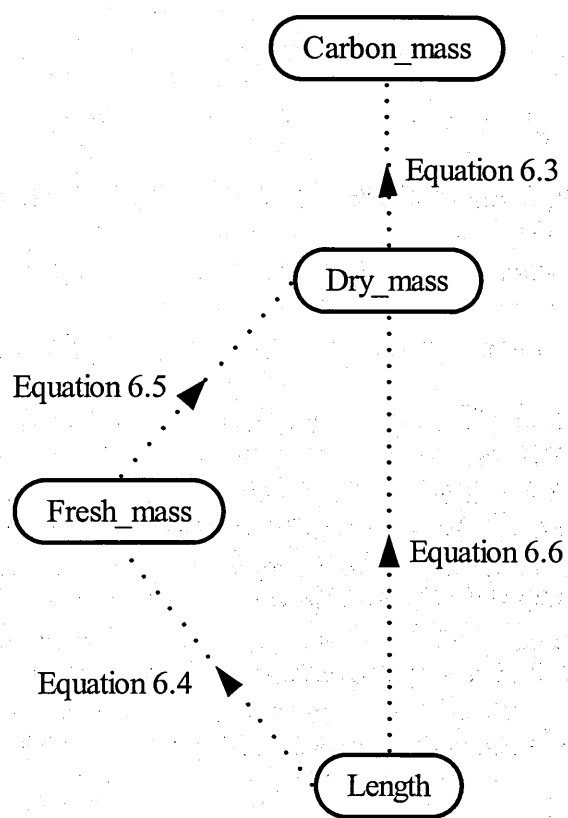 Carbon_mass
Equation 6.3
Dry_mass
Equation 6.5
Fresh_mass
Equation 6.6
Equation 6.4
Length